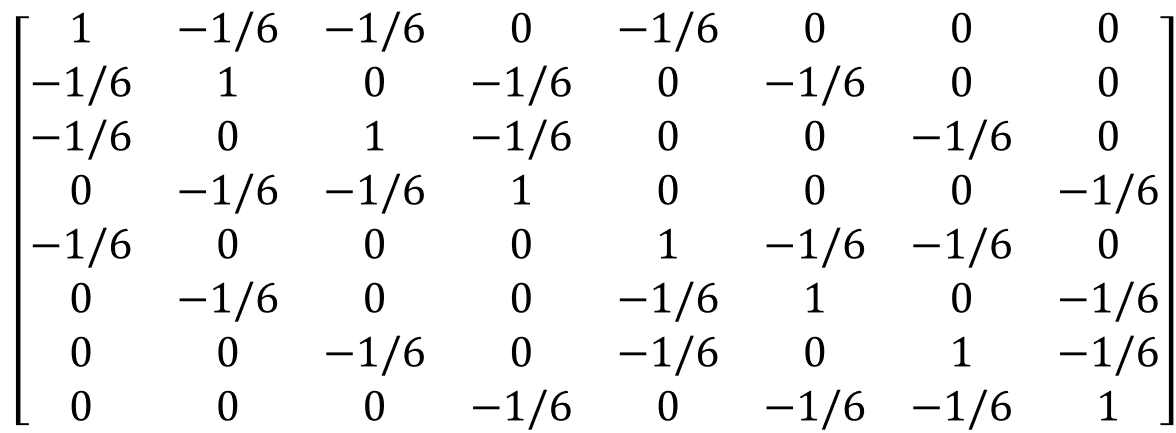 1 −1/6 −1/6 0 −1/6 0 0 0
−1/6 1 0 −1/6 0 −1/6 0 0
−1/6 0 1 −1/6 0 0 −1/6 0
0 −1/6 −1/6 1 0 0 0 −1/6
−1/6 0 0 0 1 −1/6 −1/6 0
0 −1/6 0 0 −1/6 1 0 −1/6
0 0 −1/6 0 −1/6 0 1 −1/6
0 0 0 −1/6 0 −1/6 −1/6 1